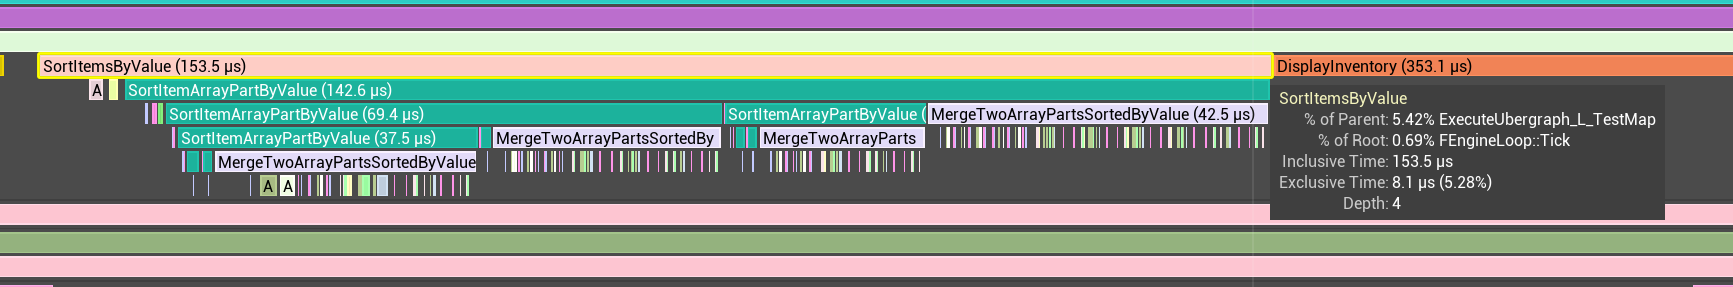 SortItemsByValue (153.5 µs)
DisplayInventory (353.1 µs)
A
SortItemArrayPartByValue (142.6 µs)
SortItemArrayPartByValue (69.4 µs)
SortItemArrayPartByValue (
MergeTwoArrayPartsSortedByValue (42.5 µs)
SortItemArrayPartByValue (37.5 µs)
MergeTwoArrayPartsSortedBy
MergeTwoArrayParts
MergeTwoArrayPartsSortedByValue
A
A
SortItemsByValue
% of Parent: 5.42% ExecuteUbergraph_L_TestMap
% of Root: 0.69% FEngineLoop::Tick
Inclusive Time: 153.5 µs
Exclusive Time: 8.1 µs (5.28%)
Depth: 4